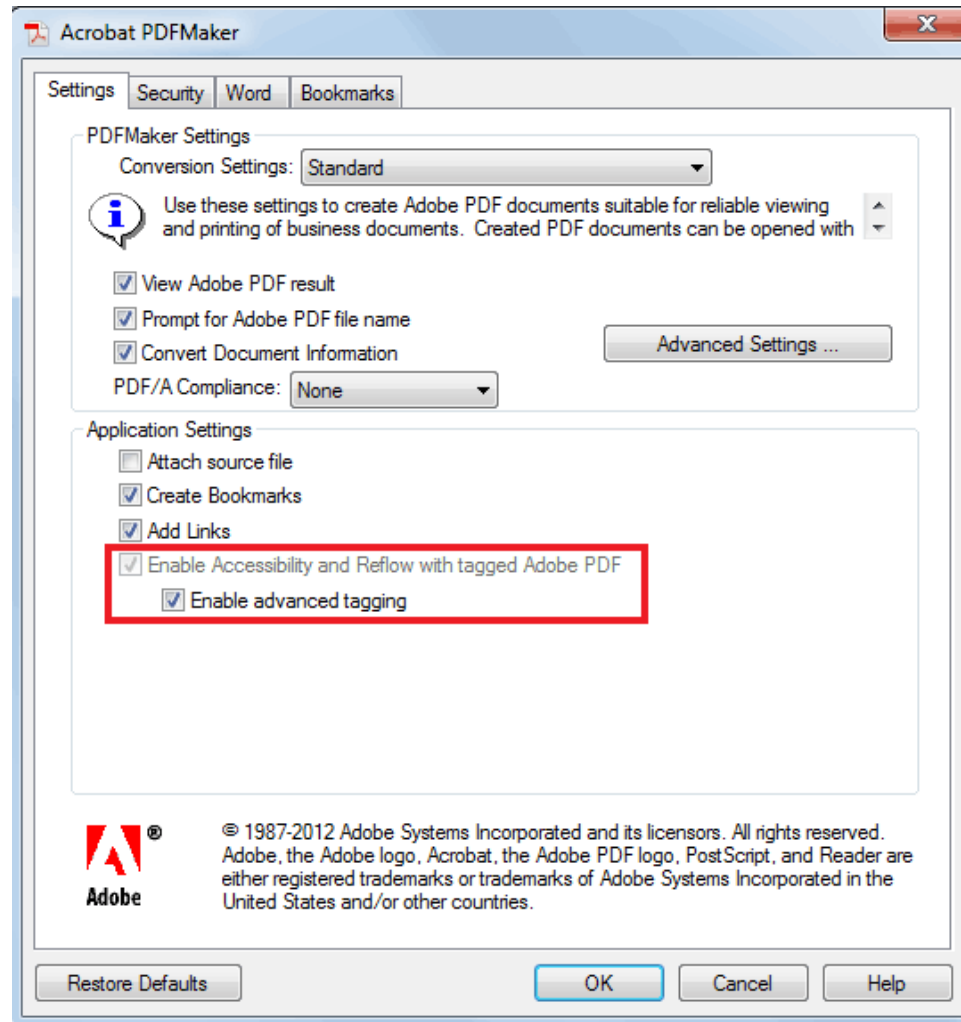 Acrobat PDFMaker
Settings Security Word Bookmarks
PDFMaker Settings
Conversion Settings: Standard
Use these settings to create Adobe PDF documents suitable for reliable viewing
and printing of business documents. Created PDF documents can be opened with
View Adobe PDF result
Prompt for Adobe PDF file name
Convert Document Information
Advanced Settings ...
PDF/A Compliance: None
Application Settings
Attach source file
Create Bookmarks
Add Links
Enable Accessibility and Reflow with tagged Adobe PDF
Enable advanced tagging
Adobe
®
© 1987-2012 Adobe Systems Incorporated and its licensors. All rights reserved.
Adobe, the Adobe logo, Acrobat, the Adobe PDF logo, PostScript, and Reader are
either registered trademarks or trademarks of Adobe Systems Incorporated in the
United States and/or other countries.
Restore Defaults OK Cancel Help